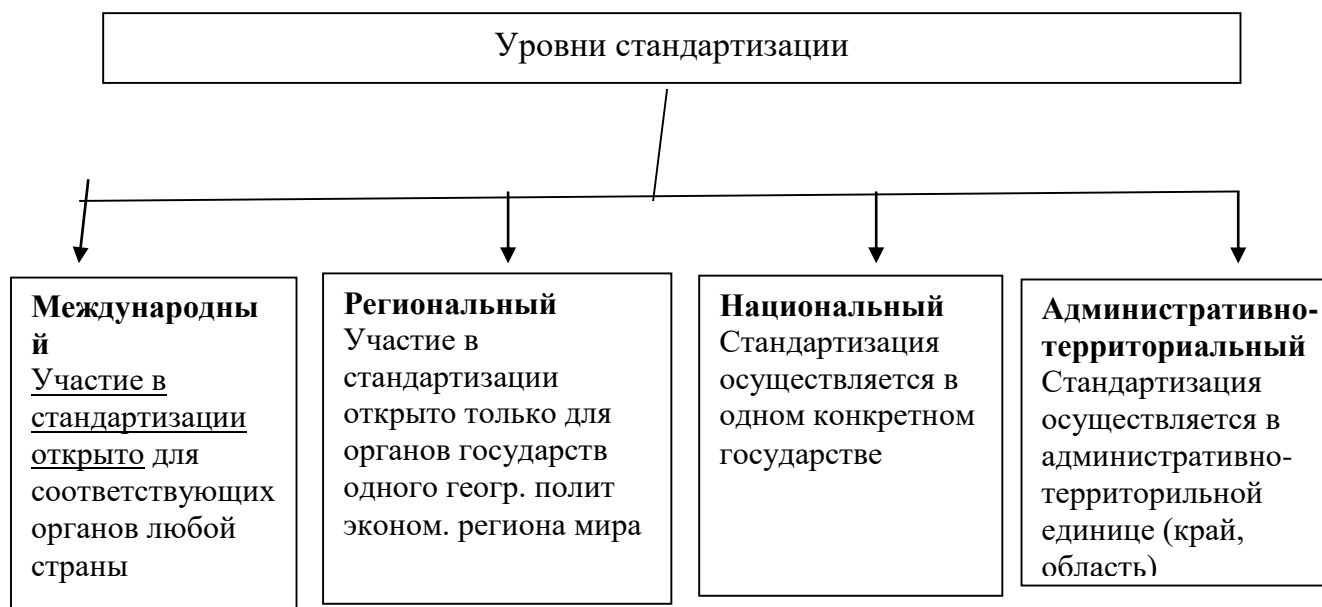 Уровни стандартизации
Международны
й
Участие в
стандартизации
открыто для
соответствующих
органов любой
страны
Региональный
Участие в
стандартизации
открыто только для
органов государств
одного геогр. полит
эконом. региона мира
Национальный
Стандартизация
осуществляется в
одном конкретном
государстве
Административно-
территориальный
Стандартизация
осуществляется в
административно-
территорильной
единице (край,
область)